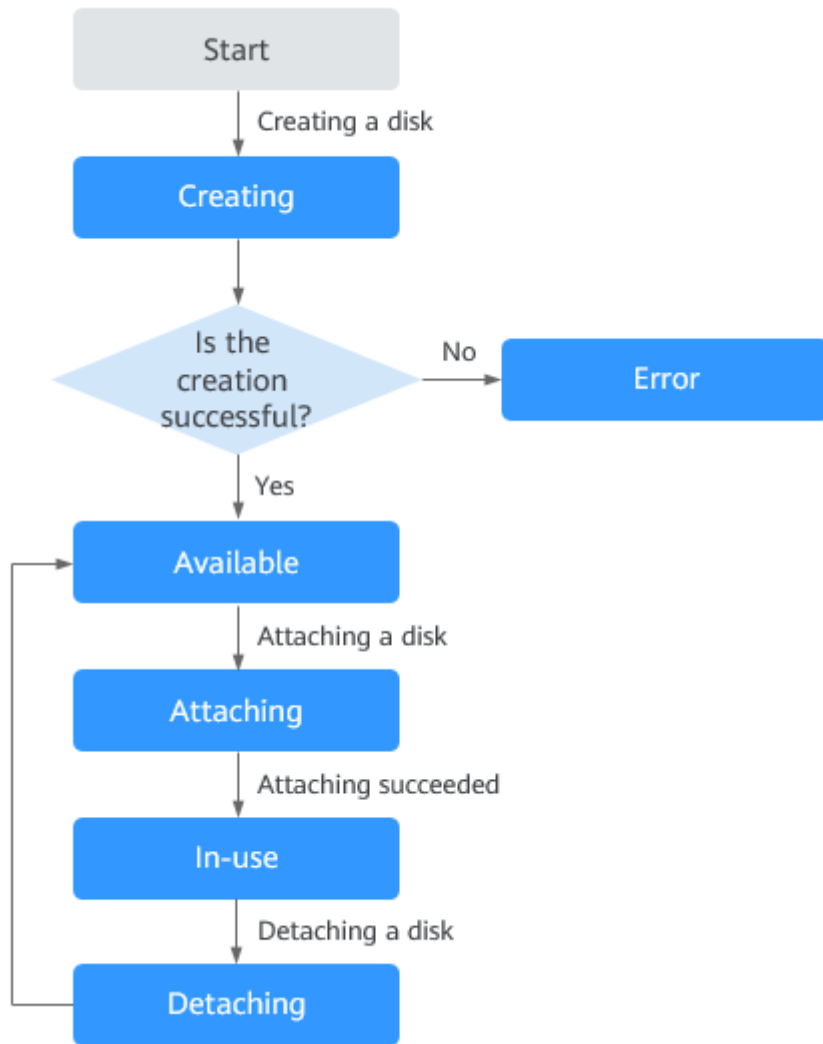 Start
Creating a disk
Creating
Is the
creation
successful?
No
Error
Yes
Available
Attaching a disk
Attaching
Attaching succeeded
In-use
Detaching a disk
Detaching